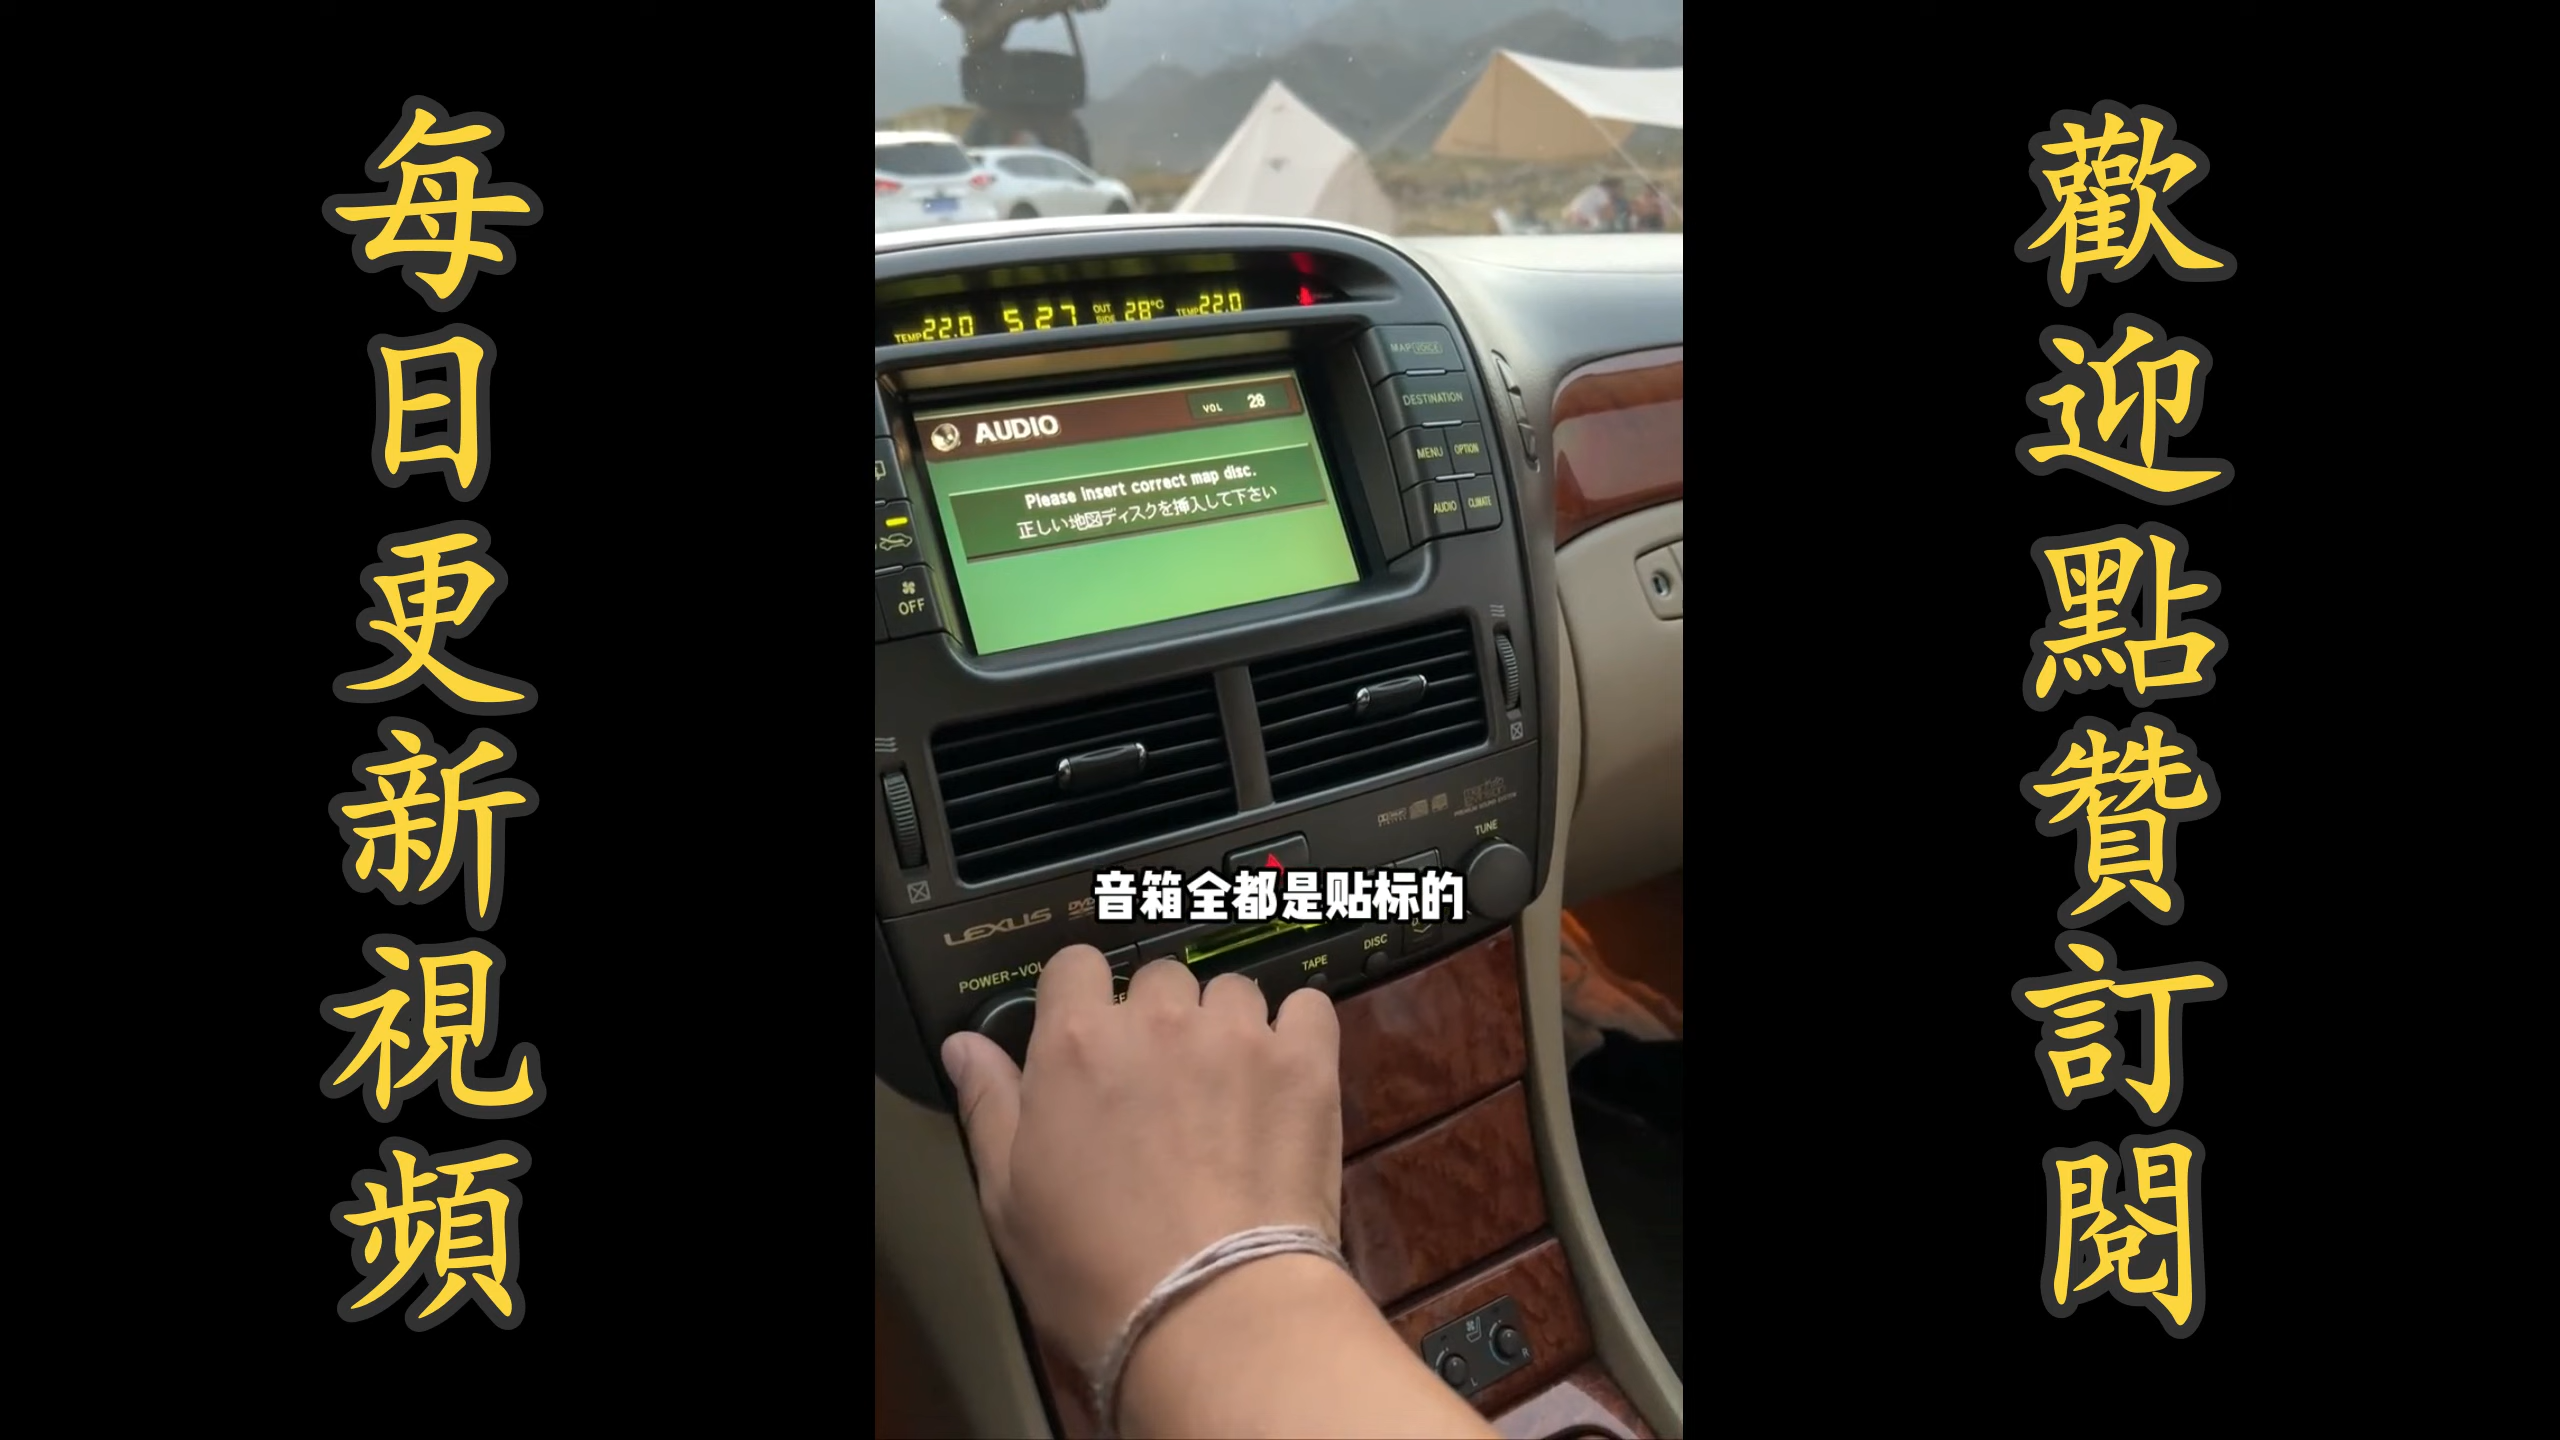 每日更新視頻
歡迎點贊訂閱
TEMP 22.0 5 27 OUT SIDE 28°C TEMP 22.0
AUDIO VOL 28
Please insert correct map disc.
正しい地図ディスクを挿入して下さい
MAP VOICE
DESTINATION
MENU OPTION
AUDIO CLIMATE
OFF
TUNE
音箱全都是贴标的
LEXUS DVD
DISC
TAPE
POWER-VOL
R
L